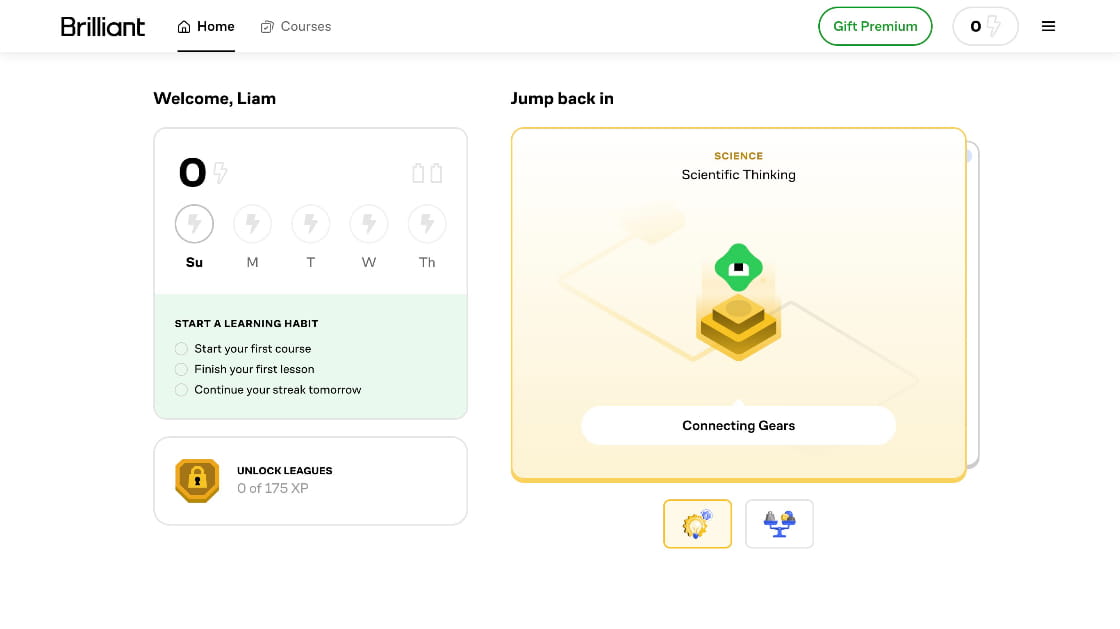 Brilliant
Home
Courses
Gift Premium
0
Welcome, Liam
0
Su
M
T
W
Th
START A LEARNING HABIT
Start your first course
Finish your first lesson
Continue your streak tomorrow
UNLOCK LEAGUES
0 of 175 XP
Jump back in
SCIENCE
Scientific Thinking
Connecting Gears